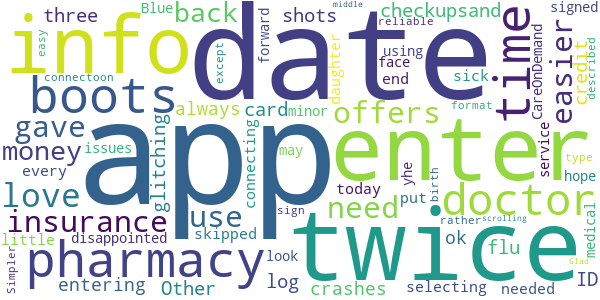 three Blue back shots checkups and
info date time easier
connectoon boots forward minor except
gave always card offers
money issues glitching connecting daughter
app enter
using face end sick
CareOnDemand signed
reliable middle easy described
credit service format type
every love use need doctor
insurance may today put yhe birth
little disappointed skipped sign
ok flu rather scrolling hope medical
pharmacy twice
look log crashes
Simpler entering Other
selecting needed ID Glad